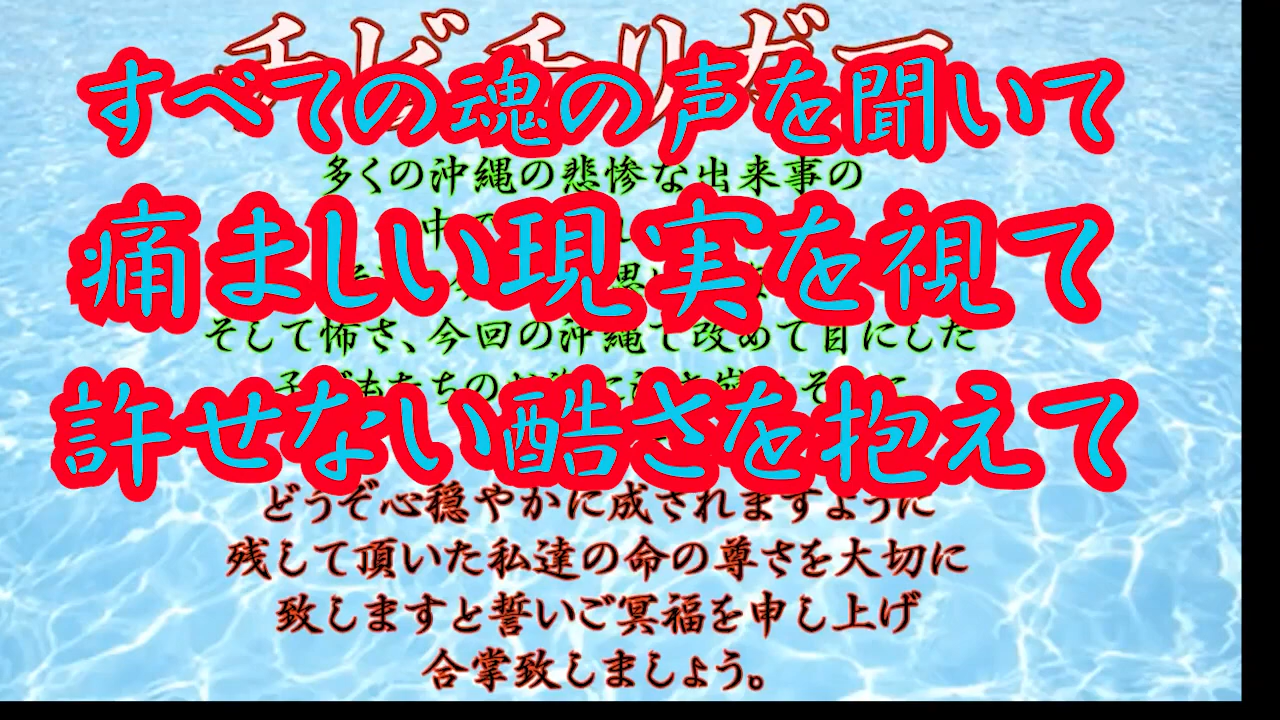 チビチリガマ
すべての魂の声を聞いて
多くの沖縄の悲惨な出来事の
痛ましい現実を視て
そして怖さ、今回の沖縄で改めて目にした
許せない酷さを抱えて
どうぞ心穏やかに成されますように
残して頂いた私達の命の尊さを大切に
致しますと誓いご冥福を申し上げ
合掌致しましょう。